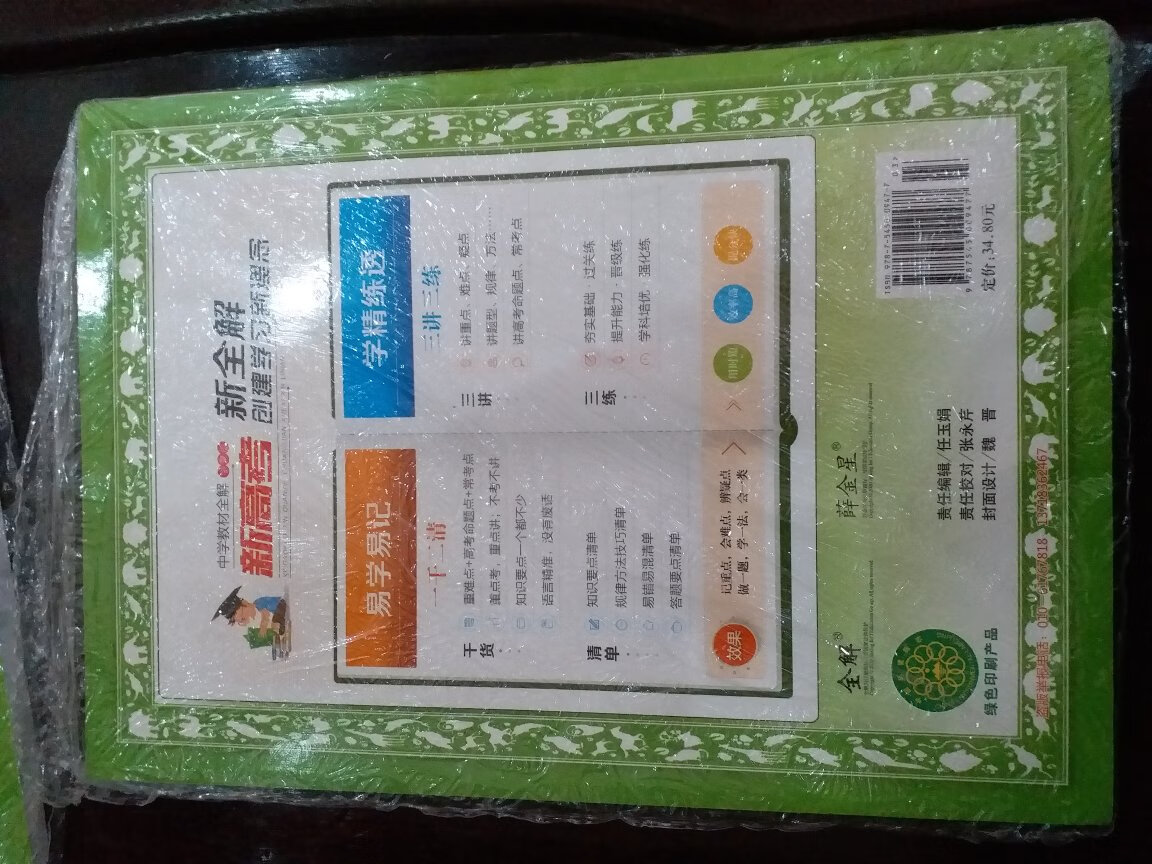 中学教材全解
新高考
新全解
创建学习新理念
易学易记
一干二清
干货
重难点+高考命题点+常考点
重点考，重点讲，不考不讲
知识要点一个都不少
语言精准，没有废话
清单
知识要点清单
规律方法技巧清单
易错易混清单
答题要点清单
学精练透
三讲三练
三讲
讲重点 难点 疑点
讲题型 规律 方法……
讲高考命题点、常考点
三练
夯实基础·过关练
提升能力·晋级练
学科培优 强化练
效果
记重点，会难点，辨疑点
做一题，学一法，会一类
用时短
效率高
全解®
薛金星®
绿色印刷产品
责任编辑/任玉娟
责任校对/张永芹
封面设计/魏 晋
定价:34.80元